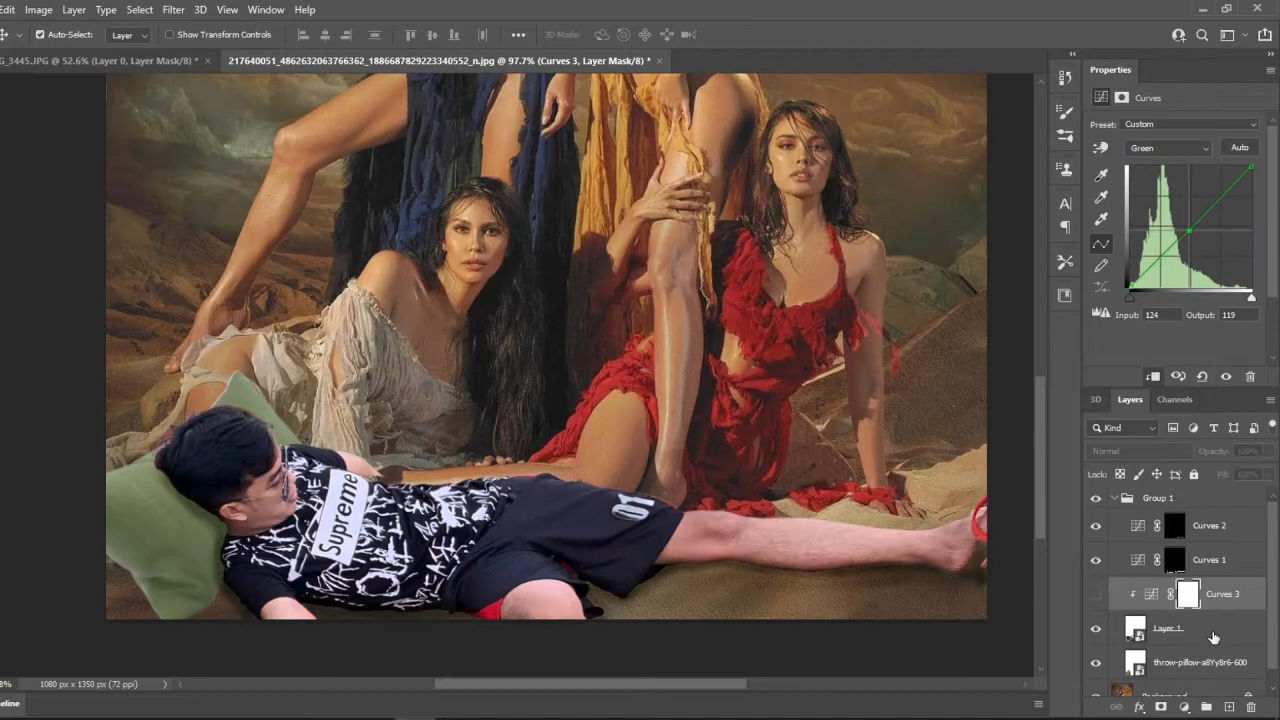 Edit Image Layer Type Select Filter 3D View Window Help
Auto-Select: Layer Show Transform Controls 3D Mode:
G_3445.JPG @ 52.6% (Layer 0, Layer Mask/8) * × 217640051_4862632063766362_1886687829223340552_n.jpg @ 97.7% (Curves 3, Layer Mask/8) * ×
Properties
Curves
Preset: Custom
Green Auto
Input: 124 Output: 119
3D Layers Channels
Kind
Normal Opacity: 100%
Lock: Fill: 100%
Group 1
Curves 2
Curves 1
Curves 3
Layer 1
throw-pillow-a8Yy8r6-600
Background
Supreme
01
8% 1080 px x 1350 px (72 ppi)
meline